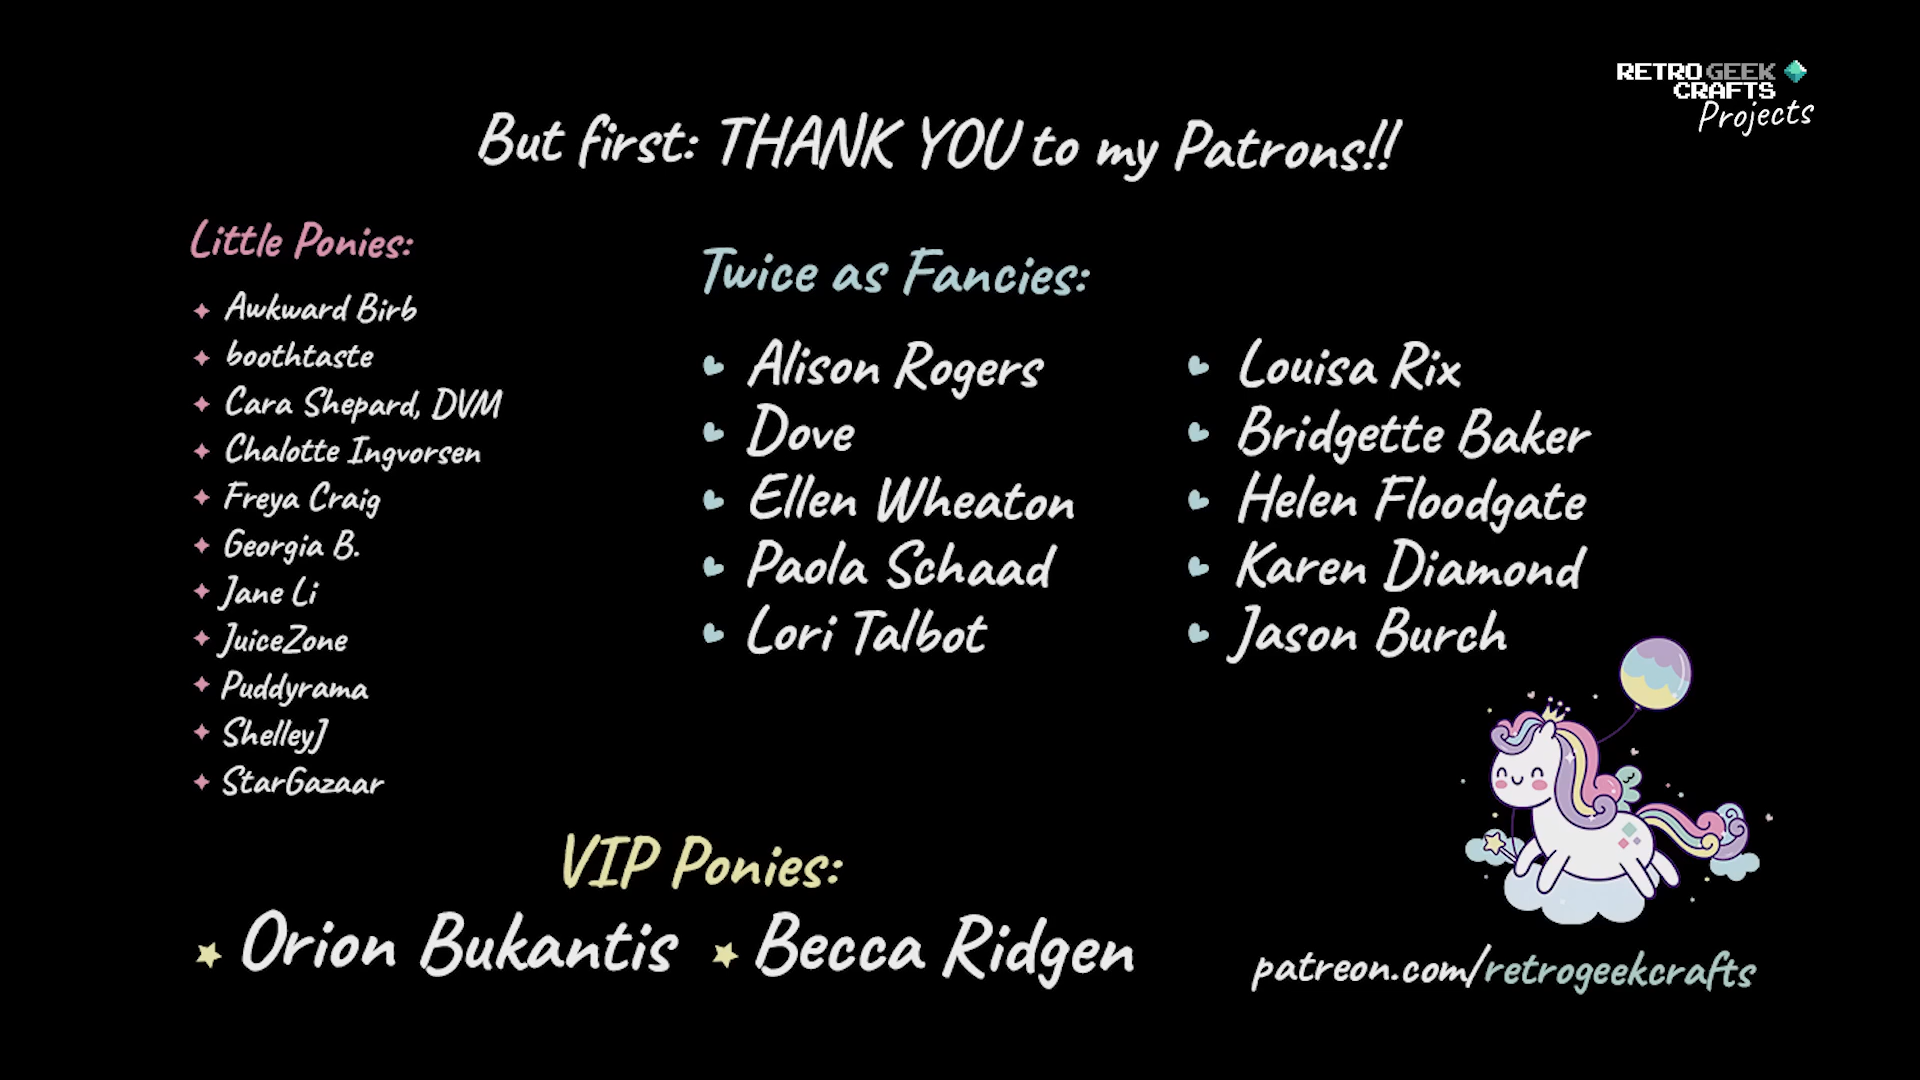 RETRO GEEK
CRAFTS
Projects
But first: THANK YOU to my Patrons!!
Little Ponies:
Awkward Birb
boothtaste
Cara Shepard, DVM
Chalotte Ingvorsen
Freya Craig
Georgia B.
Jane Li
JuiceZone
Puddyrama
ShelleyJ
StarGazaar
Twice as Fancies:
Alison Rogers
Dove
Ellen Wheaton
Paola Schaad
Lori Talbot
Louisa Rix
Bridgette Baker
Helen Floodgate
Karen Diamond
Jason Burch
VIP Ponies:
Orion Bukantis
Becca Ridgen
patreon.com/retrogeekcrafts